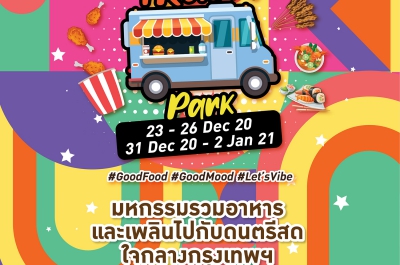 Park
23 - 26 Dec 20
31 Dec 20 - 2 Jan 21
#GoodFood #GoodMood #Let'sVibe
มหกรรมรวมอาหาร
และเพลินไปกับดนตรีสด
ใจกลางกรุงเทพฯ